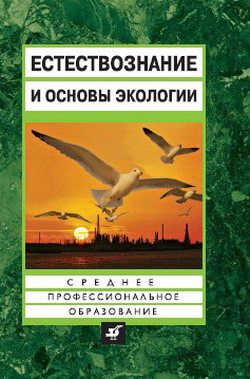 ЕСТЕСТВОЗНАНИЕ
И ОСНОВЫ ЭКОЛОГИИ
СРЕДНЕЕ
ПРОФЕССИОНАЛЬНОЕ
ОБРАЗОВАНИЕ